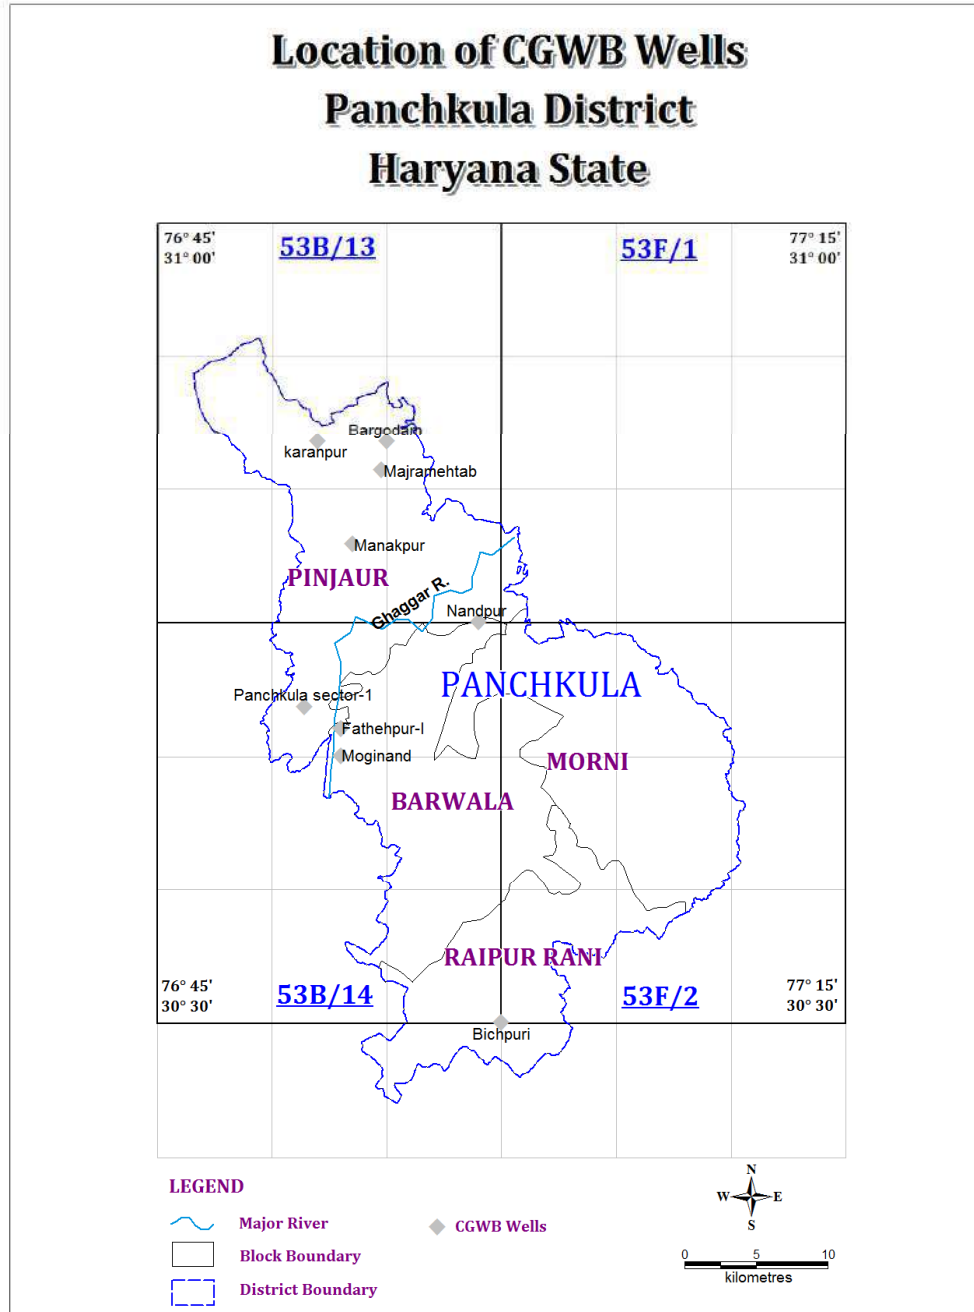 Location of CGWB Wells
Panchkula District
Haryana State
76° 45'
31° 00'
53B/13
53F/1
77° 15'
31° 00'
Bargodam
karanpur
Majramehtab
Manakpur
PINJAUR
Ghaggar R.
Nandpur
PANCHKULA
Panchkula sector-1
Fathehpur-I
Moginand
MORNI
BARWALA
RAIPUR RANI
76° 45'
30° 30'
53B/14
53F/2
77° 15'
30° 30'
Bichpuri
LEGEND
Major River
CGWB Wells
Block Boundary
District Boundary
N
W E
S
0 5 10
kilometres